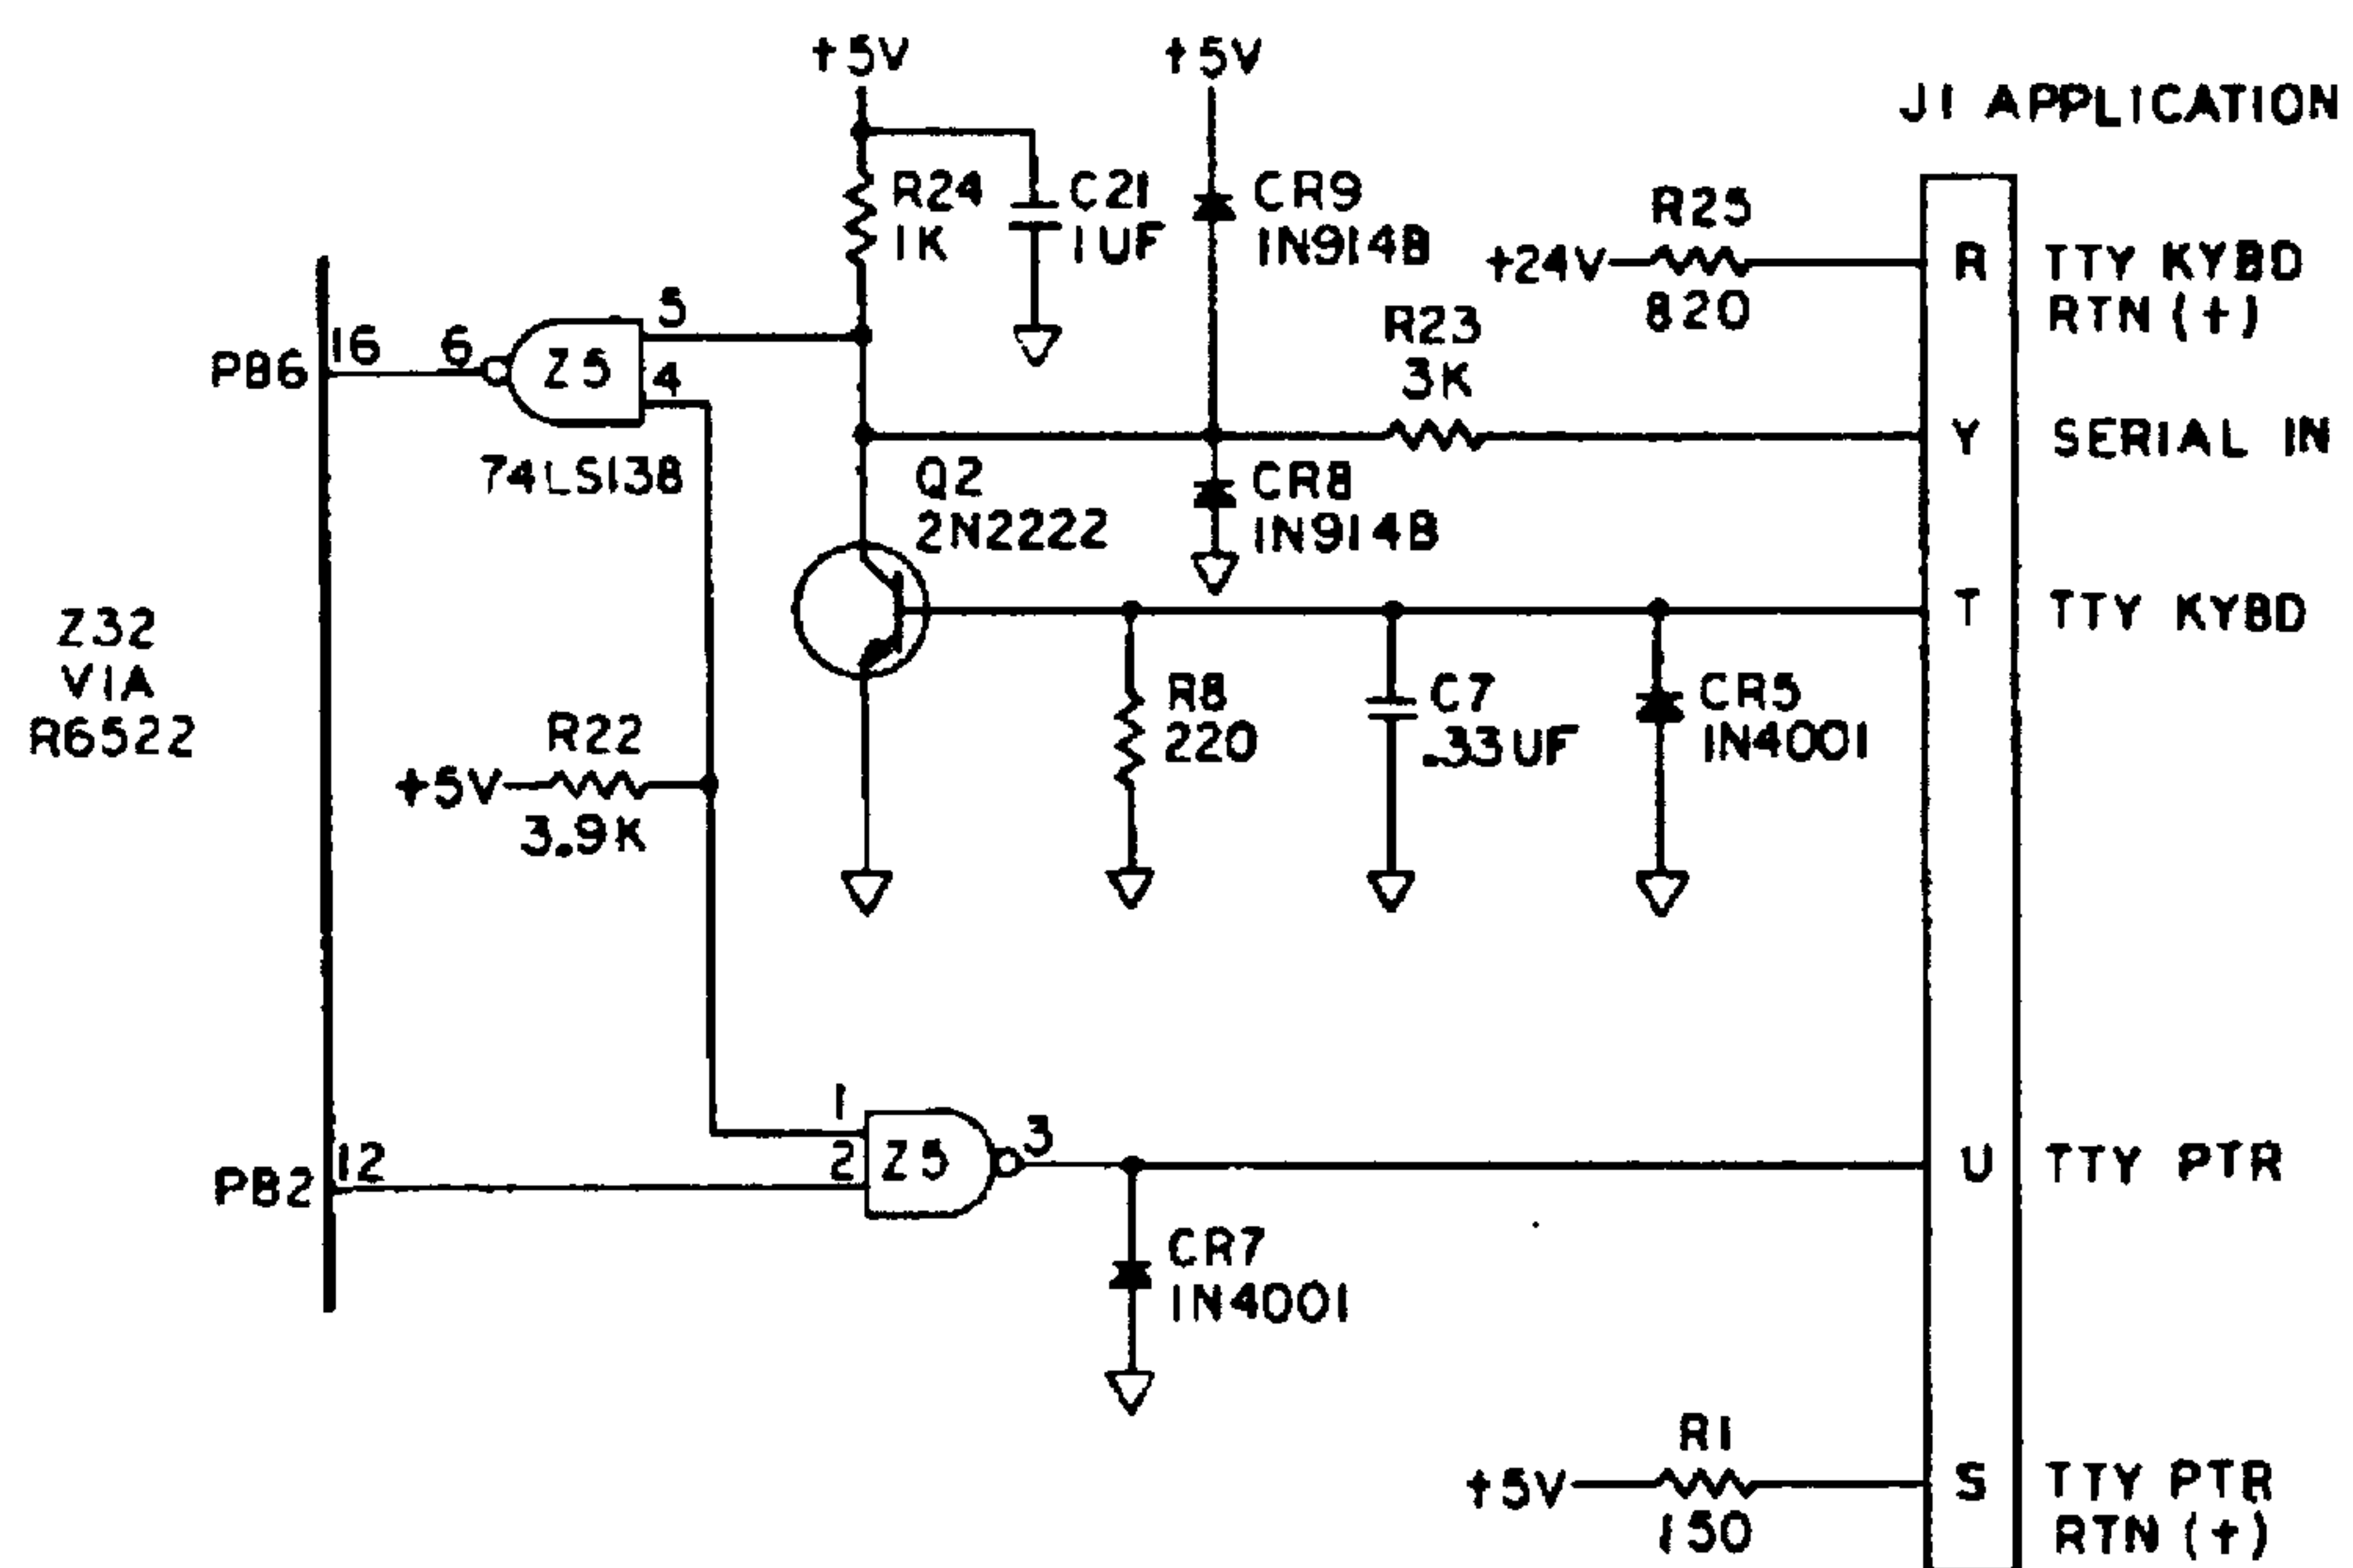 +5V
+5V
J1 APPLICATION
R24
1K
C21
1UF
CR9
1N914B
+24V
R25
820
R
TTY KYBD
RTN (+)
R23
3K
PB6
16
6
Z5
5
4
74LS138
Y
SERIAL IN
Q2
2N2222
CR8
1N914B
T
TTY KYBD
Z32
VIA
R6522
R22
+5V
3.9K
R8
220
C7
.33UF
CR5
1N4001
PB2
12
1
2
Z5
3
U
TTY PTR
CR7
1N4001
R1
+5V
150
S
TTY PTR
RTN (+)